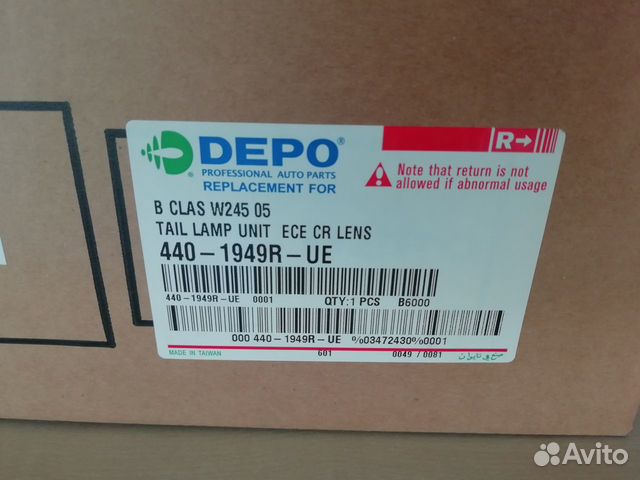 DEPO®
PROFESSIONAL AUTO PARTS
REPLACEMENT FOR
R→
Note that return is not
allowed if abnormal usage
B CLAS W245 05
TAIL LAMP UNIT ECE CR LENS
440-1949R-UE
440-1949R-UE 0001 QTY:1 PCS B6000
000 440-1949R-UE %03472430%0001
MADE IN TAIWAN 601 0049 / 0081
Avito